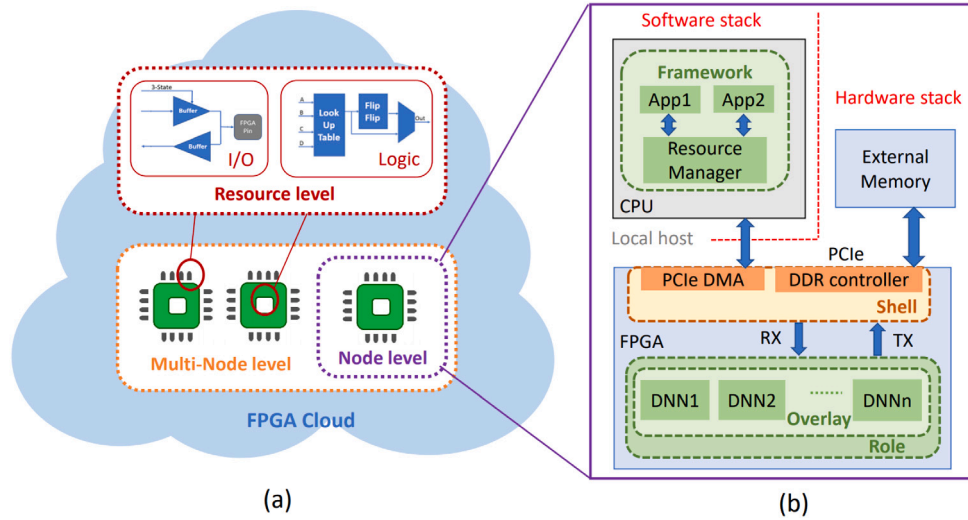 3-State
Buffer
Buffer
FPGA
Pin
I/O
A
B
C
D
Look
Up
Table
Flip
Flip
Out
Logic
Resource level
Multi-Node level
Node level
FPGA Cloud
(a)
Software stack
Framework
App1
App2
Resource
Manager
CPU
Local host
Hardware stack
External
Memory
PCIe
PCIe DMA
DDR controller
Shell
FPGA
RX
TX
DNN1
DNN2
DNNn
Overlay
Role
(b)